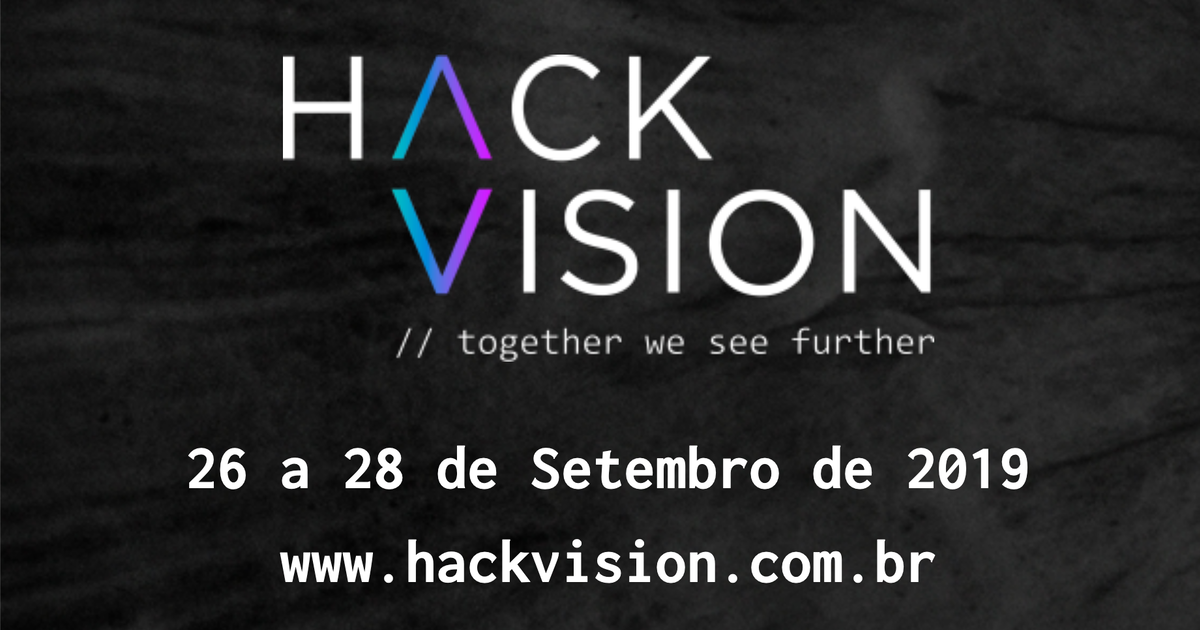 HACK
VISION
// together we see further
26 a 28 de Setembro de 2019
www.hackvision.com.br